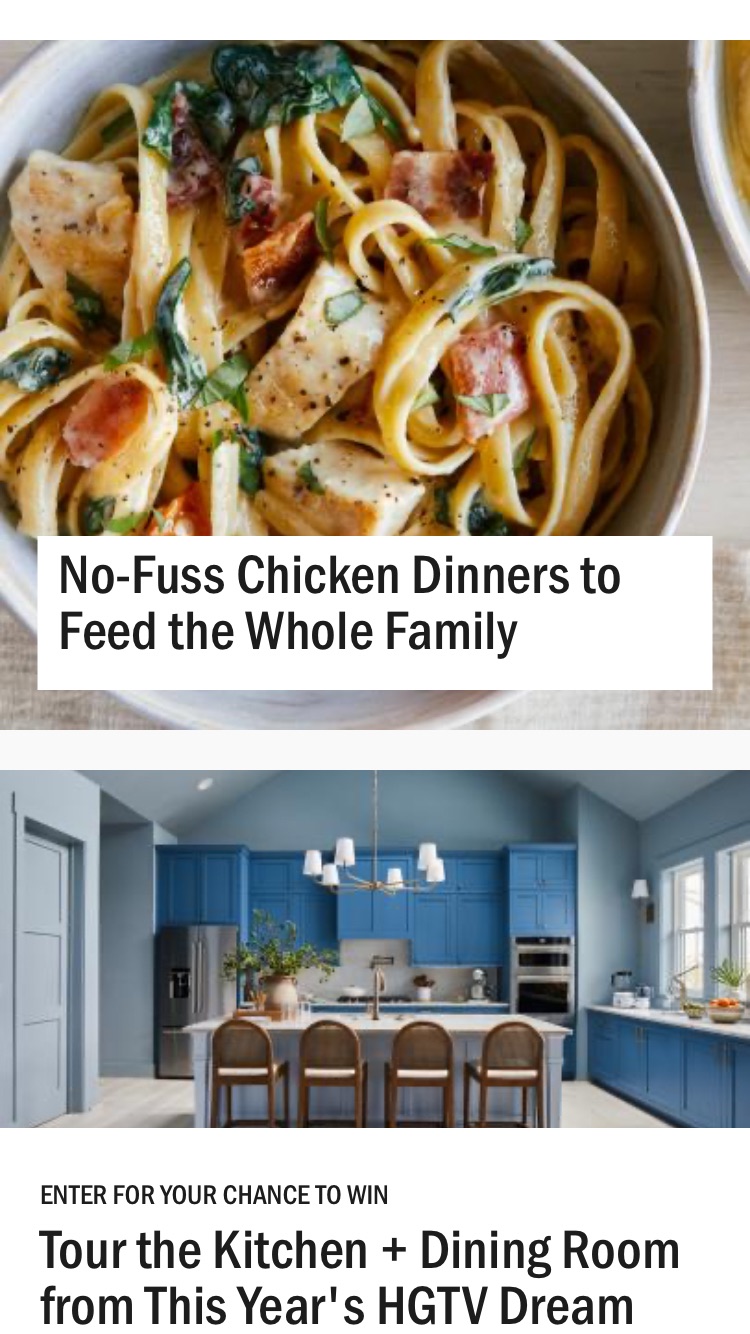 No-Fuss Chicken Dinners to
Feed the Whole Family
ENTER FOR YOUR CHANCE TO WIN
Tour the Kitchen + Dining Room
from This Year's HGTV Dream